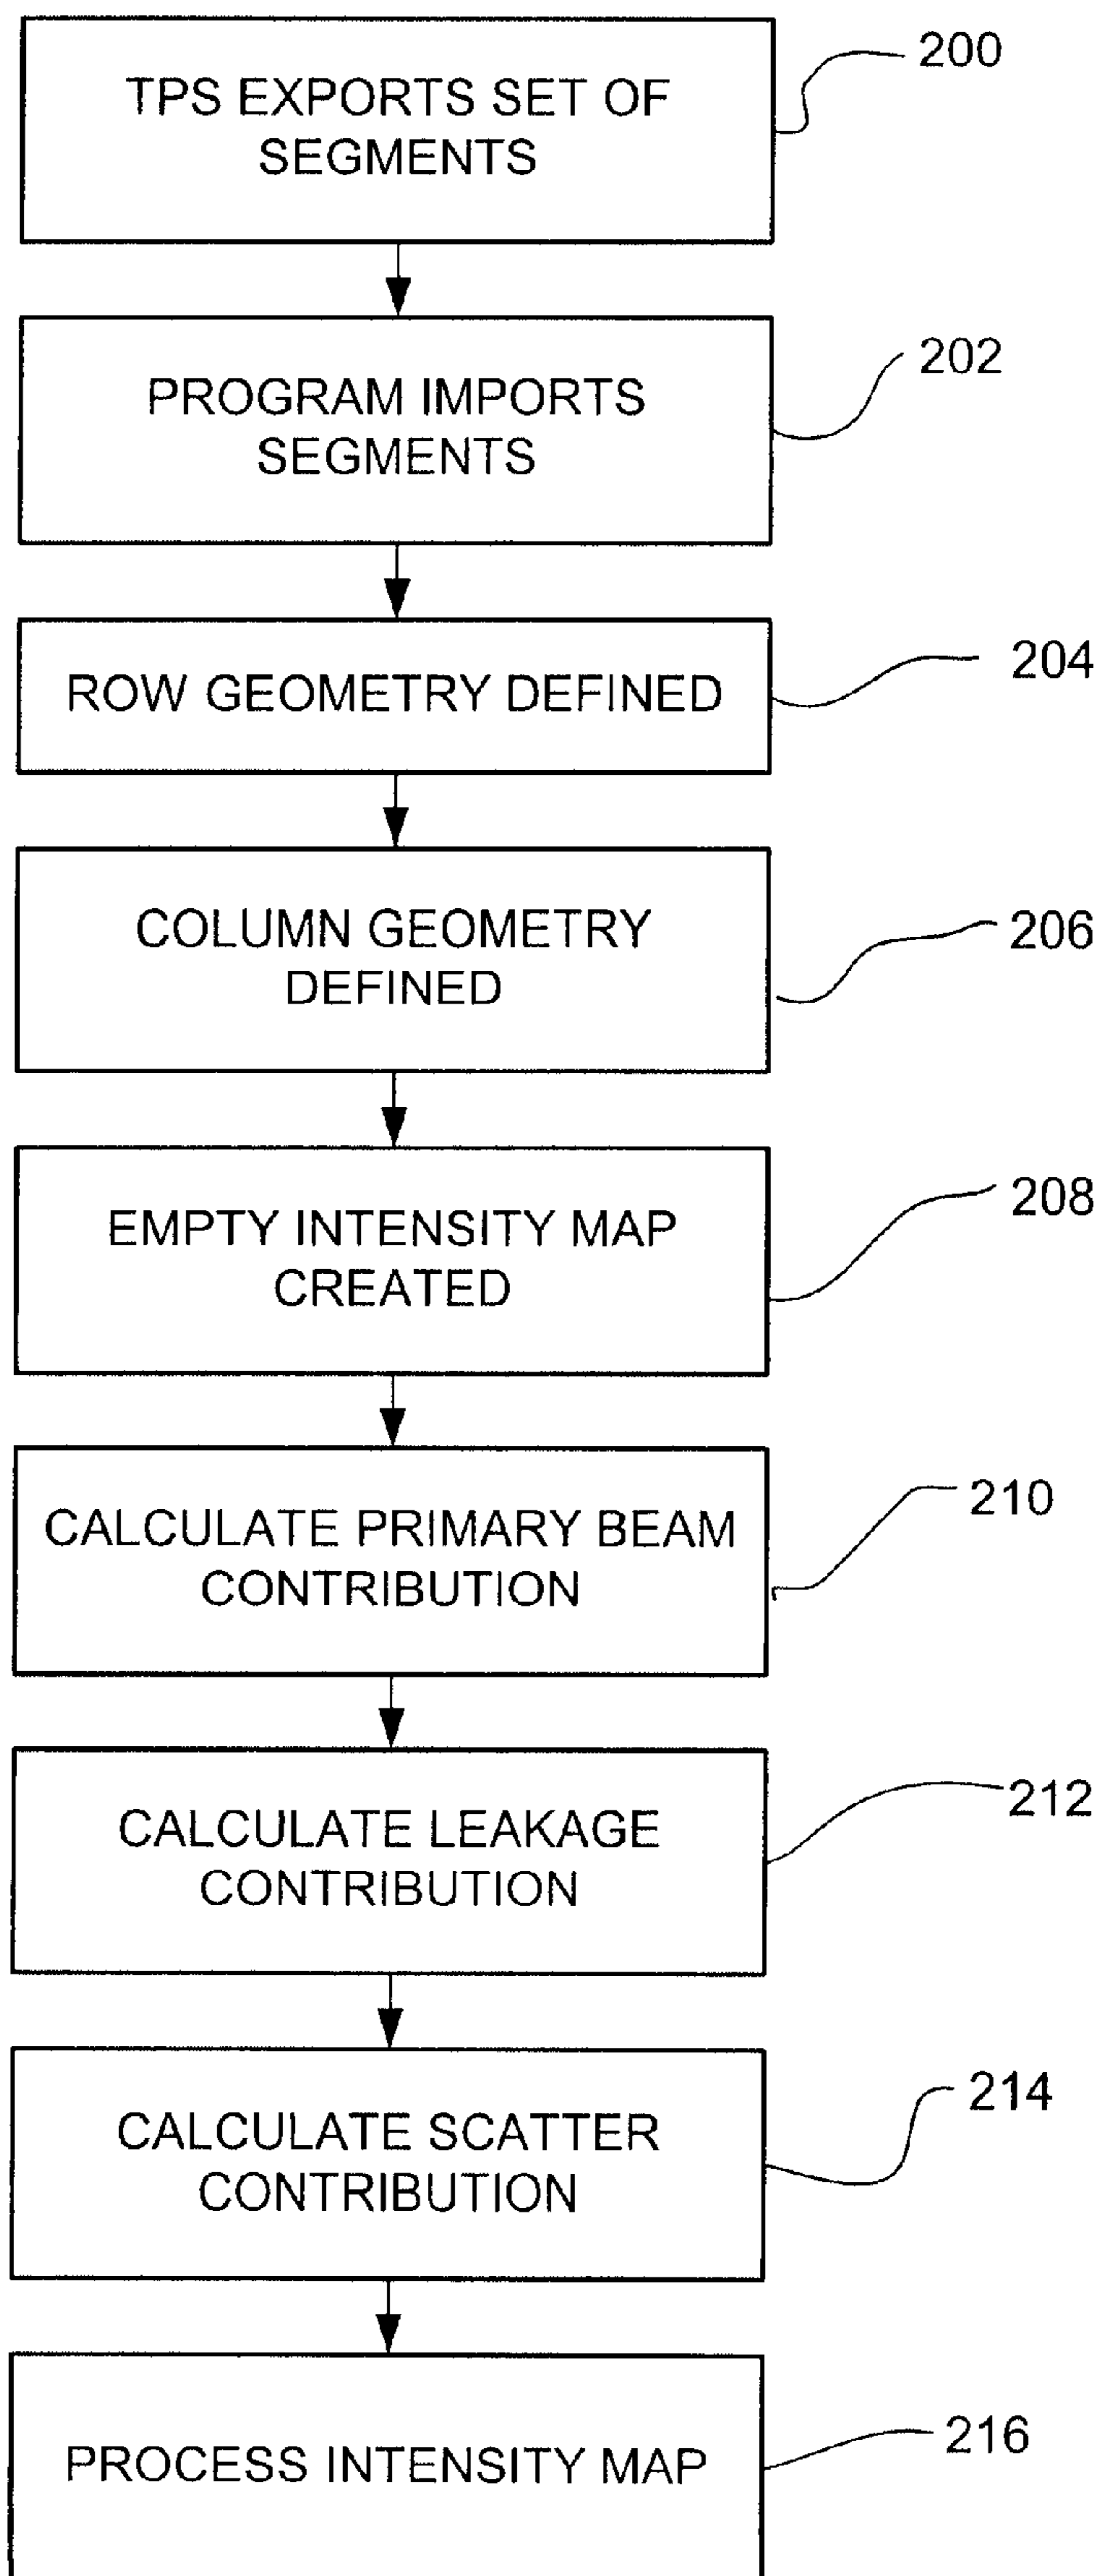 TPS EXPORTS SET OF
SEGMENTS
200
PROGRAM IMPORTS
SEGMENTS
202
ROW GEOMETRY DEFINED
204
COLUMN GEOMETRY
DEFINED
206
EMPTY INTENSITY MAP
CREATED
208
CALCULATE PRIMARY BEAM
CONTRIBUTION
210
CALCULATE LEAKAGE
CONTRIBUTION
212
CALCULATE SCATTER
CONTRIBUTION
214
PROCESS INTENSITY MAP
216